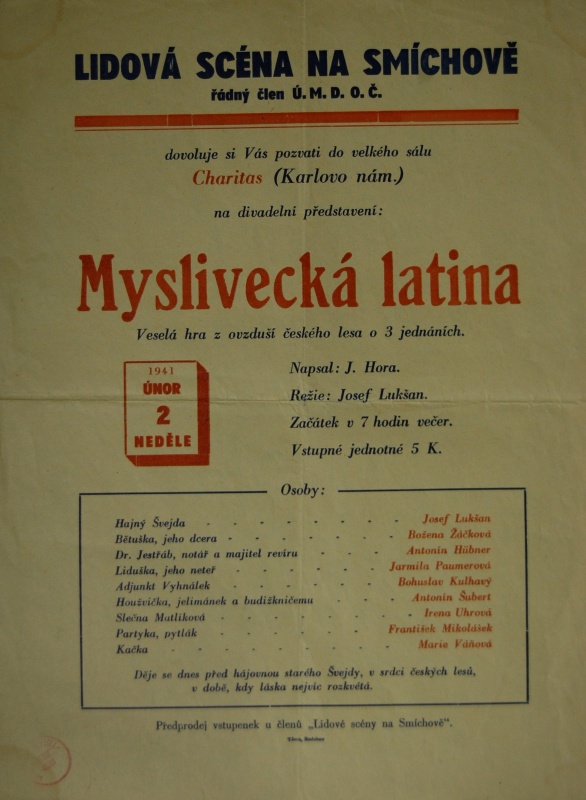 LIDOVÁ SCÉNA NA SMÍCHOVĚ
řádný člen Ú. M. D. O. Č.
dovoluje si Vás pozvati do velkého sálu
Charitas (Karlovo nám.)
na divadelní představení:
Myslivecká latina
Veselá hra z ovzduší českého lesa o 3 jednáních.
1941
ÚNOR
2
NEDĚLE
Napsal: J. Hora.
Režie: Josef Lukšan.
Začátek v 7 hodin večer.
Vstupné jednotné 5 K.
Osoby:
Hajný Švejda - - - - - - - Josef Lukšan
Bětuška, jeho dcera - - - - - - - Božena Žáčková
Dr. Jestřáb, notář a majitel revíru - - - - Antonín Hübner
Liduška, jeho neteř - - - - - - Jarmila Paumerová
Adjunkt Vyhnálek - - - - - - - Bohuslav Kulhavý
Houžvička, jelimánek a budižkničemu - - - - Antonín Šubert
Slečna Matlíková - - - - - - - Irena Uhrová
Partyka, pytlák - - - - - - - František Mikolášek
Kačka - - - - - - - - Marie Váňová
Děje se dnes před hájovnou starého Švejdy, v srdci českých lesů,
v době, kdy láska nejvíc rozkvétá.
Předprodej vstupenek u členů „Lidové scény na Smíchově“.